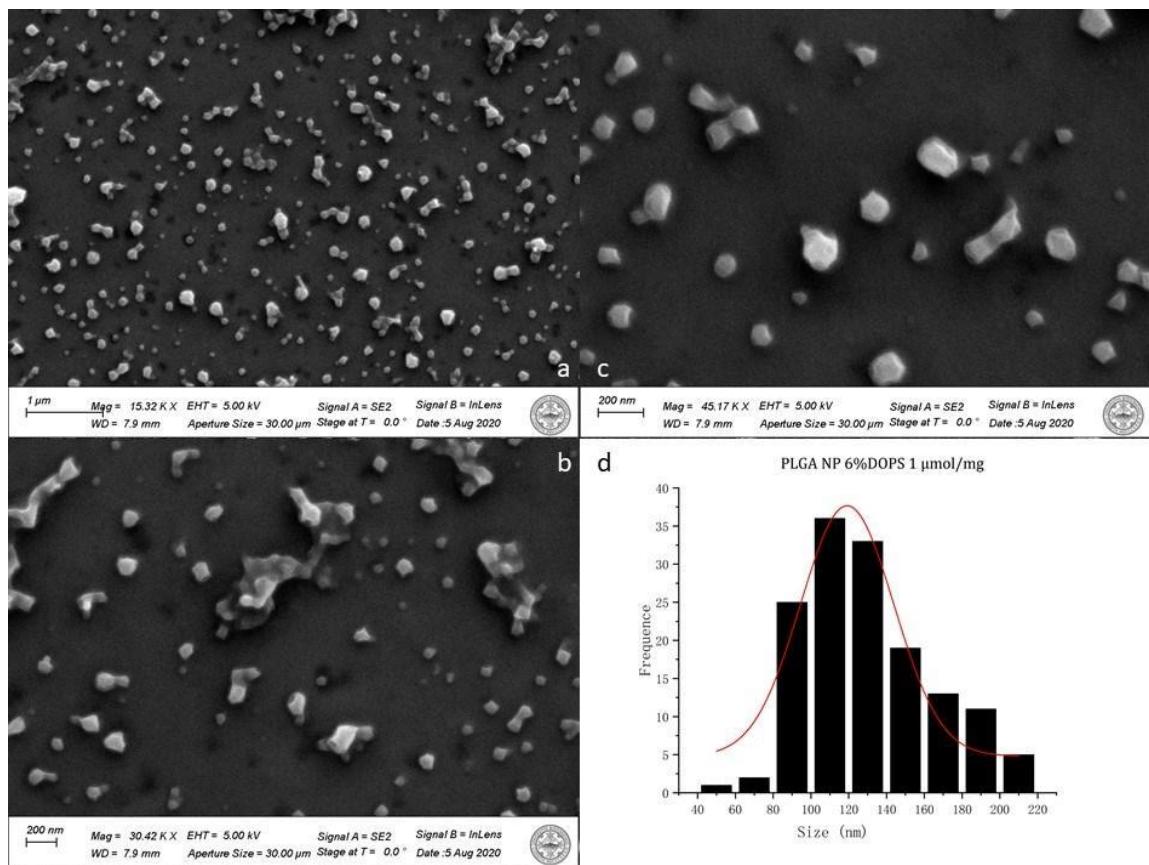 a
1 µm
Mag = 15.32 K X EHT = 5.00 kV Signal A = SE2 Signal B = InLens
WD = 7.9 mm Aperture Size = 30.00 µm Stage at T = 0.0 ° Date :5 Aug 2020
c
200 nm
Mag = 45.17 K X EHT = 5.00 kV Signal A = SE2 Signal B = InLens
WD = 7.9 mm Aperture Size = 30.00 µm Stage at T = 0.0 ° Date :5 Aug 2020
b
200 nm
Mag = 30.42 K X EHT = 5.00 kV Signal A = SE2 Signal B = InLens
WD = 7.9 mm Aperture Size = 30.00 µm Stage at T = 0.0 ° Date :5 Aug 2020
d
PLGA NP 6%DOPS 1 µmol/mg
Frequence
40
35
30
25
20
15
10
5
0
40 60 80 100 120 140 160 180 200 220
Size (nm)